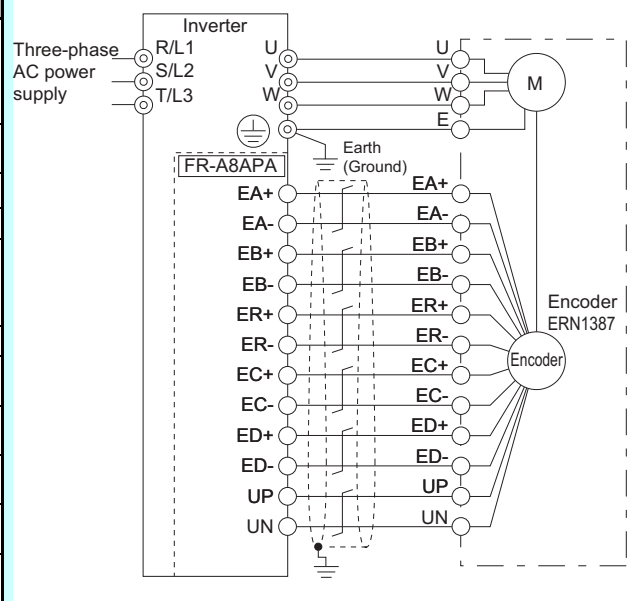 Inverter
Three-phase
AC power
supply
R/L1
S/L2
T/L3
U
V
W
U
V
W
E
M
Earth
(Ground)
FR-A8APA
EA+
EA-
EB+
EB-
ER+
ER-
EC+
EC-
ED+
ED-
UP
UN
EA+
EA-
EB+
EB-
ER+
ER-
EC+
EC-
ED+
ED-
UP
UN
Encoder
ERN1387
Encoder